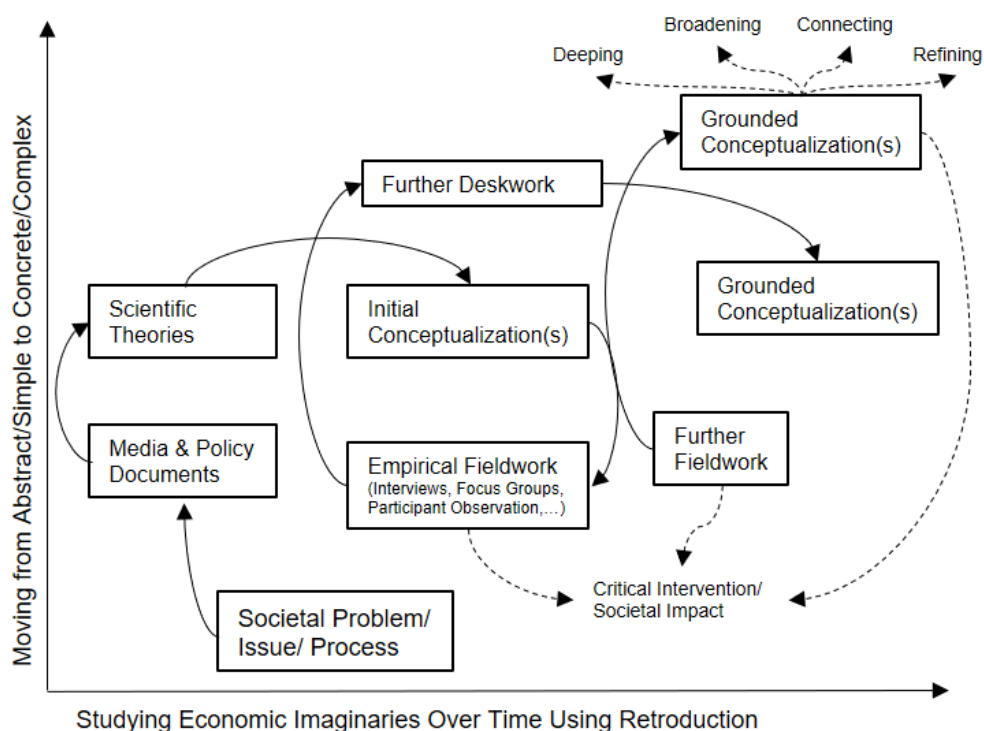 Broadening
Connecting
Deeping
Refining
Grounded
Conceptualization(s)
Further Deskwork
Scientific
Theories
Initial
Conceptualization(s)
Grounded
Conceptualization(s)
Media & Policy
Documents
Empirical Fieldwork
(Interviews, Focus Groups,
Participant Observation,...)
Further
Fieldwork
Critical Intervention/
Societal Impact
Societal Problem/
Issue/ Process
Moving from Abstract/Simple to Concrete/Complex
Studying Economic Imaginaries Over Time Using Retroduction